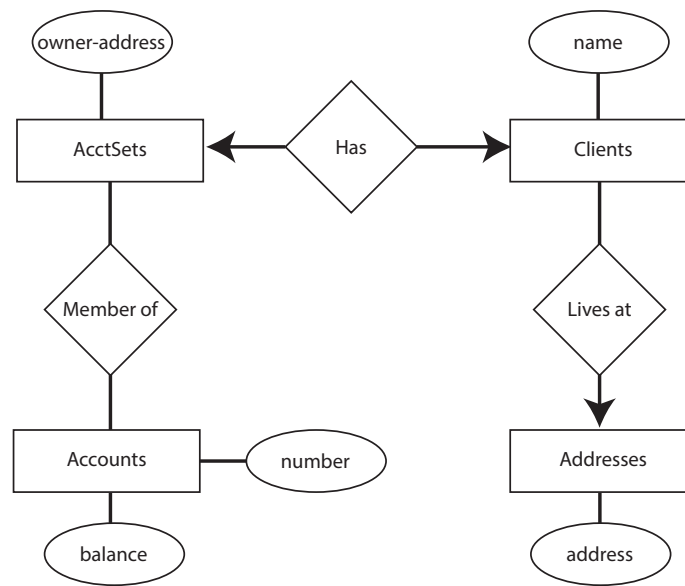 owner-address
name
AcctSets
Has
Clients
Member of
Lives at
Accounts
number
Addresses
balance
address